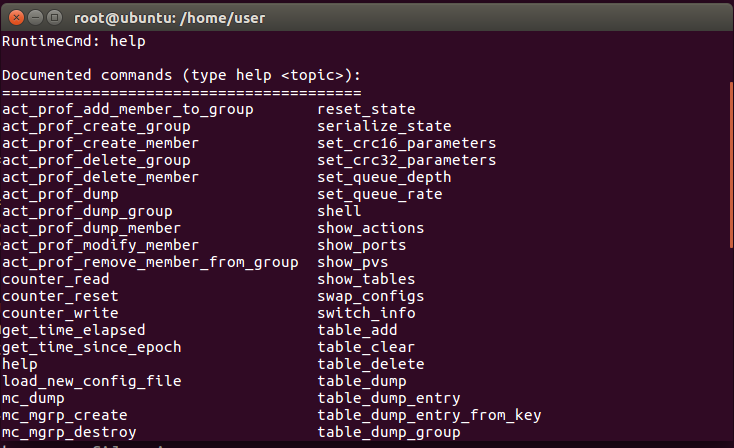 root@ubuntu: /home/user
RuntimeCmd: help
Documented commands (type help <topic>):
========================================
act_prof_add_member_to_group       reset_state
act_prof_create_group              serialize_state
act_prof_create_member             set_crc16_parameters
act_prof_delete_group              set_crc32_parameters
act_prof_delete_member             set_queue_depth
act_prof_dump                      set_queue_rate
act_prof_dump_group                shell
act_prof_dump_member               show_actions
act_prof_modify_member             show_ports
act_prof_remove_member_from_group  show_pvs
counter_read                       show_tables
counter_reset                      swap_configs
counter_write                      switch_info
get_time_elapsed                   table_add
get_time_since_epoch               table_clear
help                               table_delete
load_new_config_file               table_dump
mc_dump                            table_dump_entry
mc_mgrp_create                     table_dump_entry_from_key
mc_mgrp_destroy                    table_dump_group